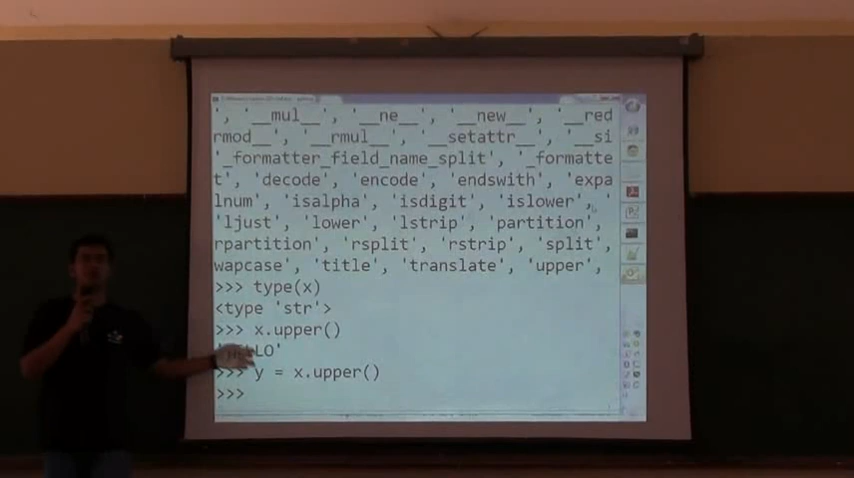 ', '__mul__', '__ne__', '__new__', '__red
rmod__', '__rmul__', '__setattr__', '__si
'_formatter_field_name_split', '_formatte
t', 'decode', 'encode', 'endswith', 'expa
lnum', 'isalpha', 'isdigit', 'islower', '
'ljust', 'lower', 'lstrip', 'partition',
rpartition', 'rsplit', 'rstrip', 'split',
wapcase', 'title', 'translate', 'upper',
>>> type(x)
<type 'str'>
>>> x.upper()
'HELLO'
>>> y = x.upper()
>>>